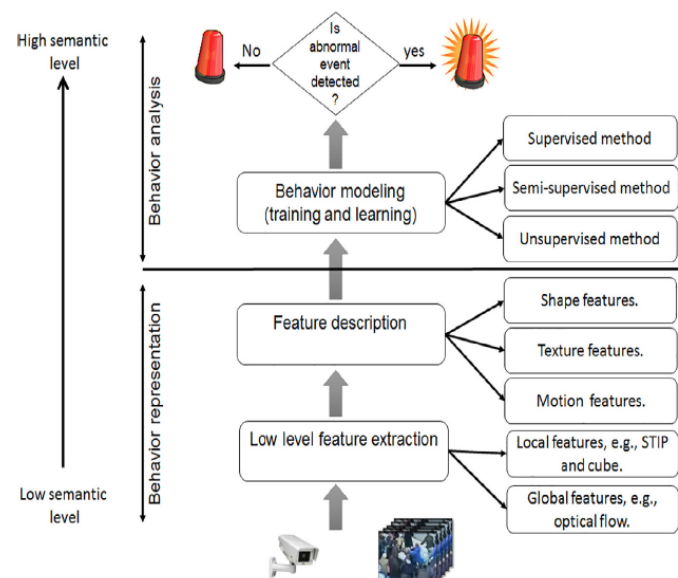 High semantic
level
Low semantic
level
Behavior analysis
Behavior representation
No
Is
abnormal
event
detected
?
yes
Behavior modeling
(training and learning)
Supervised method
Semi-supervised method
Unsupervised method
Feature description
Shape features.
Texture features.
Motion features.
Low level feature extraction
Local features, e.g., STIP
and cube.
Global features, e.g.,
optical flow.